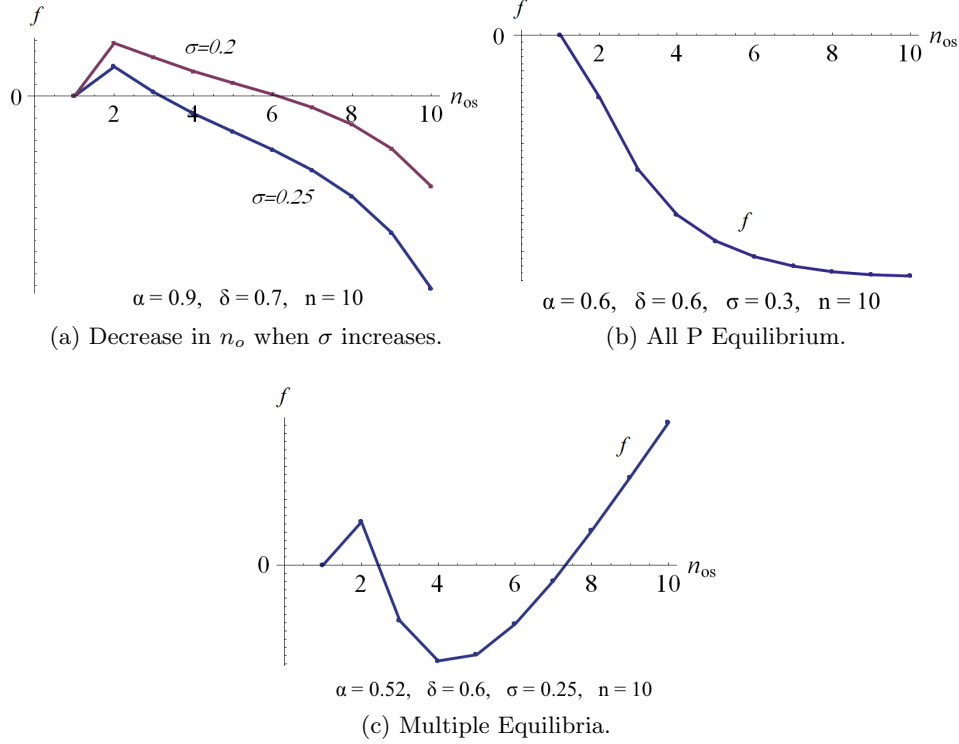 f
σ=0.2
0
2 4 6 8 10
n_os
σ=0.25
α = 0.9, δ = 0.7, n = 10
(a) Decrease in n_o when σ increases.
f
0
2 4 6 8 10
n_os
f
α = 0.6, δ = 0.6, σ = 0.3, n = 10
(b) All P Equilibrium.
f
f
0
2 4 6 8 10
n_os
α = 0.52, δ = 0.6, σ = 0.25, n = 10
(c) Multiple Equilibria.